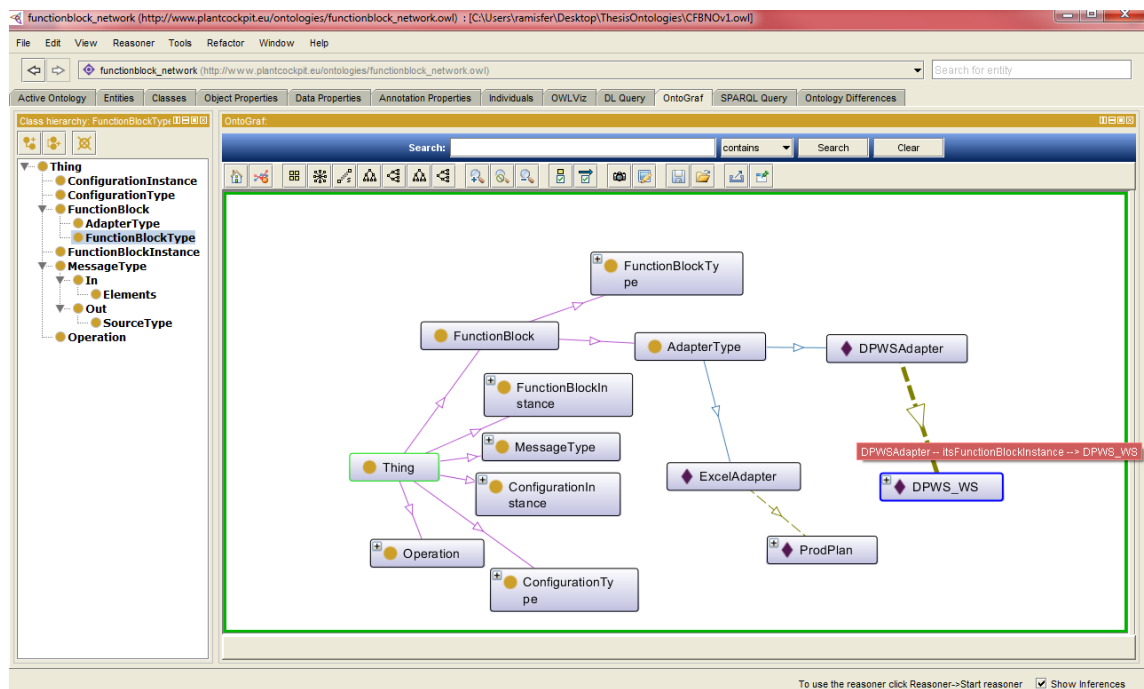 functionblock_network (http://www.plantcockpit.eu/ontologies/functionblock_network.owl) : [C:\Users\ramisfer\Desktop\ThesisOntologies\CFBNOv1.owl]
File Edit View Reasoner Tools Refactor Window Help
functionblock_network (http://www.plantcockpit.eu/ontologies/functionblock_network.owl)
Search for entity
Active Ontology Entities Classes Object Properties Data Properties Annotation Properties Individuals OWLViz DL Query OntoGraf SPARQL Query Ontology Differences
Class hierarchy: FunctionBlockType
OntoGraf:
Search: contains Search Clear
Thing
ConfigurationInstance
ConfigurationType
FunctionBlock
AdapterType
FunctionBlockType
FunctionBlockInstance
MessageType
In
Elements
Out
SourceType
Operation
FunctionBlockTy
pe
FunctionBlock
AdapterType
DPWSAdapter
FunctionBlockIn
stance
MessageType
DPWSAdapter -- itsFunctionBlockInstance --> DPWS_WS
Thing
ExcelAdapter
DPWS_WS
ConfigurationIn
stance
Operation
ProdPlan
ConfigurationTy
pe
To use the reasoner click Reasoner->Start reasoner Show Inferences